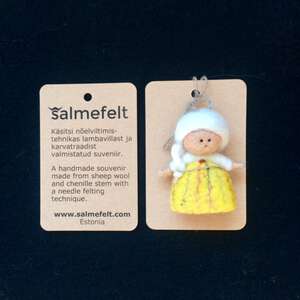 salmefelt
Käsitsi nõelviltimis-
tehnikas lambavillast ja
karvatraadist
valmistatud suveniir.
A handmade souvenir
made from sheep wool
and chenille stem with
a needle felting
technique.
www.salmefelt.com
Estonia